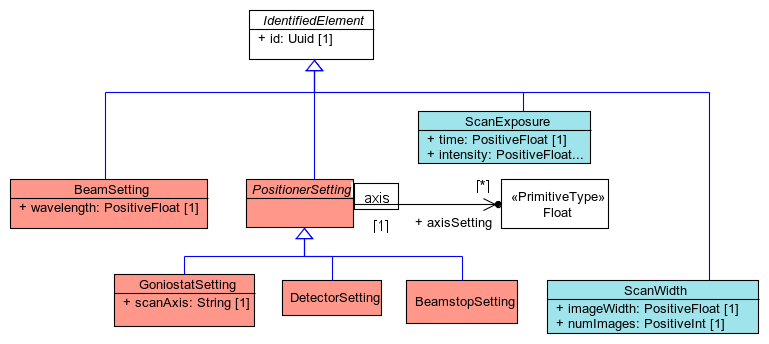 IdentifiedElement
+ id: Uuid [1]
ScanExposure
+ time: PositiveFloat [1]
+ intensity: PositiveFloat...
BeamSetting
+ wavelength: PositiveFloat [1]
PositionerSetting
axis
[*]
[1]
+ axisSetting
«PrimitiveType»
Float
GoniostatSetting
+ scanAxis: String [1]
DetectorSetting
BeamstopSetting
ScanWidth
+ imageWidth: PositiveFloat [1]
+ numImages: PositiveInt [1]